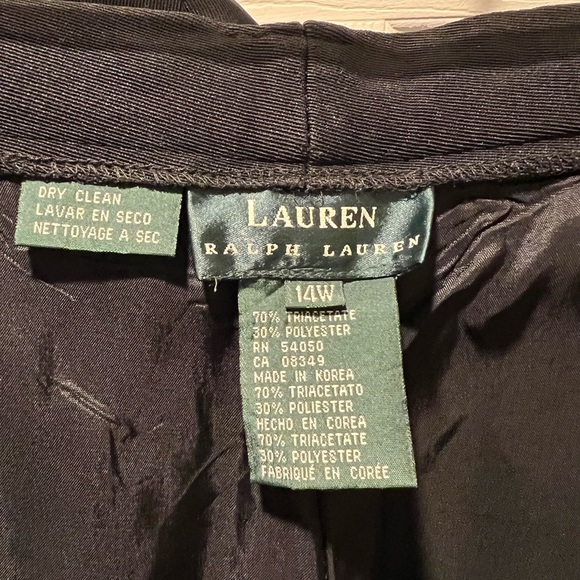 DRY CLEAN
LAVAR EN SECO
NETTOYAGE A SEC
LAUREN
RALPH LAUREN
14W
70% TRIACETATE
30% POLYESTER
RN 54050
CA 08349
MADE IN KOREA
70% TRIACETATO
30% POLIESTER
HECHO EN COREA
70% TRIACETATE
30% POLYESTER
FABRIQUÉ EN CORÉE